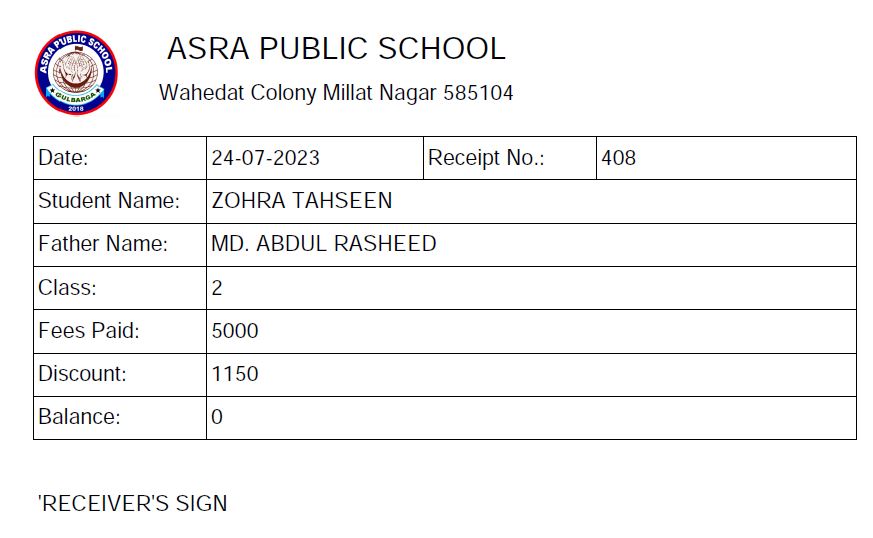 ASRA PUBLIC SCHOOL
ASRA PUBLIC SCHOOL
GULBARGA
2018
Wahedat Colony Millat Nagar 585104
Date: 24-07-2023 Receipt No.: 408
Student Name: ZOHRA TAHSEEN
Father Name: MD. ABDUL RASHEED
Class: 2
Fees Paid: 5000
Discount: 1150
Balance: 0
'RECEIVER'S SIGN